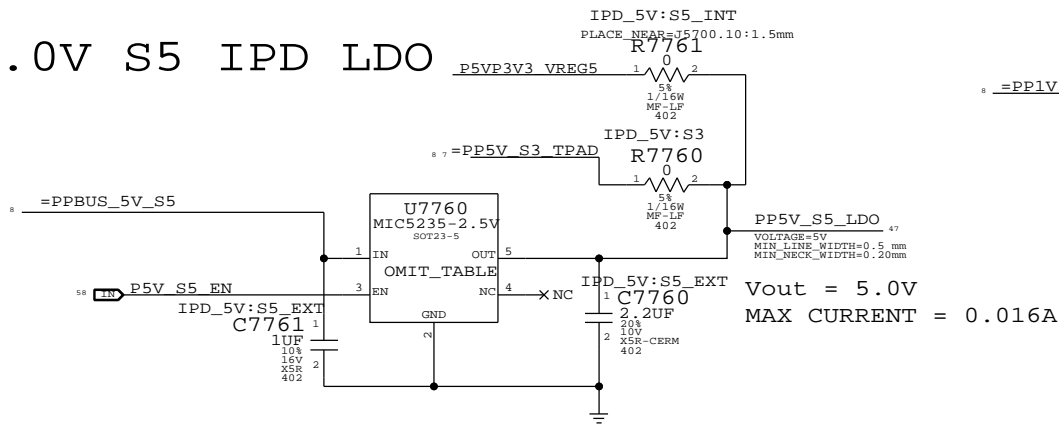 .0V S5 IPD LDO
IPD_5V:S5_INT
PLACE_NEAR=J5700.10:1.5mm
R7761
P5VP3V3_VREG5
1
0
2
5%
1/16W
MF-LF
402
8 =PP1V
IPD_5V:S3
8 7 =PP5V_S3_TPAD
R7760
1
0
2
5%
1/16W
MF-LF
402
8 =PPBUS_5V_S5
U7760
MIC5235-2.5V
SOT23-5
1 IN
OUT 5
OMIT_TABLE
3 EN
NC 4
NC
GND
2
PP5V_S5_LDO 47
VOLTAGE=5V
MIN_LINE_WIDTH=0.5 mm
MIN_NECK_WIDTH=0.20mm
58 IN P5V_S5_EN
IPD_5V:S5_EXT
C7761 1
1UF
10%
16V
X5R
402
2
IPD_5V:S5_EXT
1 C7760
2.2UF
20%
10V
2 X5R-CERM
402
Vout = 5.0V
MAX CURRENT = 0.016A